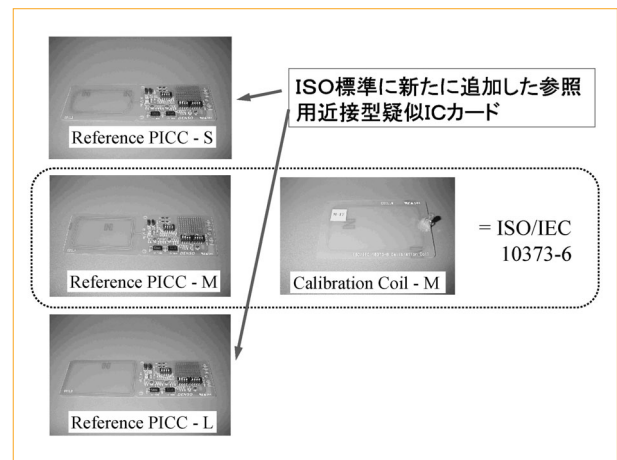 ISO標準に新たに追加した参照
用近接型疑似ICカード
Reference PICC - S
Reference PICC - M
Calibration Coil - M
= ISO/IEC
10373-6
Reference PICC - L